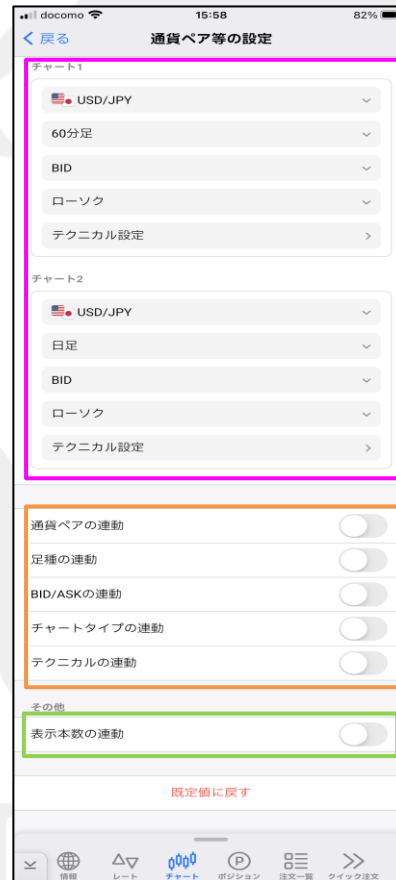 docomo 15:58 82%
戻る 通貨ペア等の設定
チャート1
USD/JPY
60分足
BID
ローソク
テクニカル設定
チャート2
USD/JPY
日足
BID
ローソク
テクニカル設定
通貨ペアの連動
足種の連動
BID/ASKの連動
チャートタイプの連動
テクニカルの連動
その他
表示本数の連動
既定値に戻す
情報 レート チャート ポジション 注文一覧 クイック注文